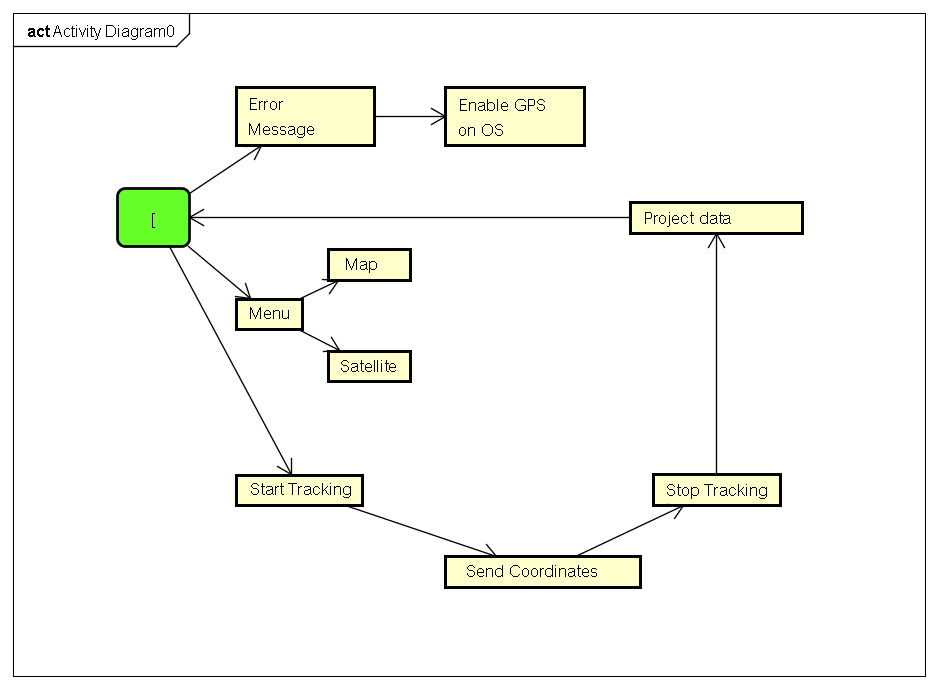 act Activity Diagram0
Error
Message
Enable GPS
on OS
[
Project data
Map
Menu
Satellite
Start Tracking
Stop Tracking
Send Coordinates